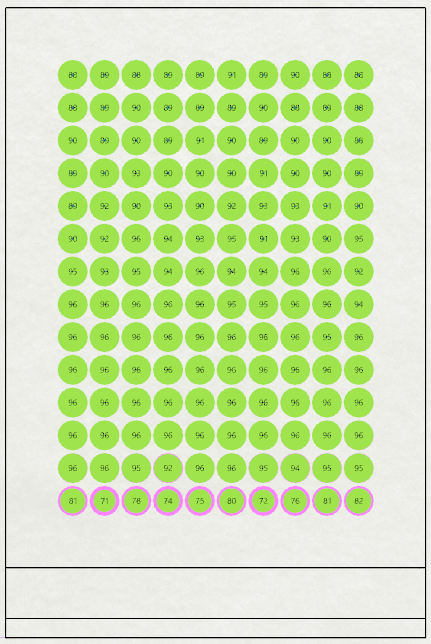 88 89 88 89 89 91 89 90 88 88
88 89 90 89 89 89 90 88 89 88
90 89 90 89 91 90 89 90 90 88
89 90 93 90 90 90 91 90 90 89
89 92 90 93 90 92 93 93 91 90
90 92 96 94 93 95 91 93 90 95
95 93 95 94 96 94 94 96 96 92
96 96 96 96 96 95 95 96 96 94
96 96 96 96 96 96 96 96 95 96
96 96 96 96 96 96 96 96 96 96
96 96 96 96 96 96 96 96 96 96
96 96 96 96 96 96 96 96 96 96
96 96 95 92 96 96 95 94 95 95
81 71 78 74 75 80 72 76 81 82